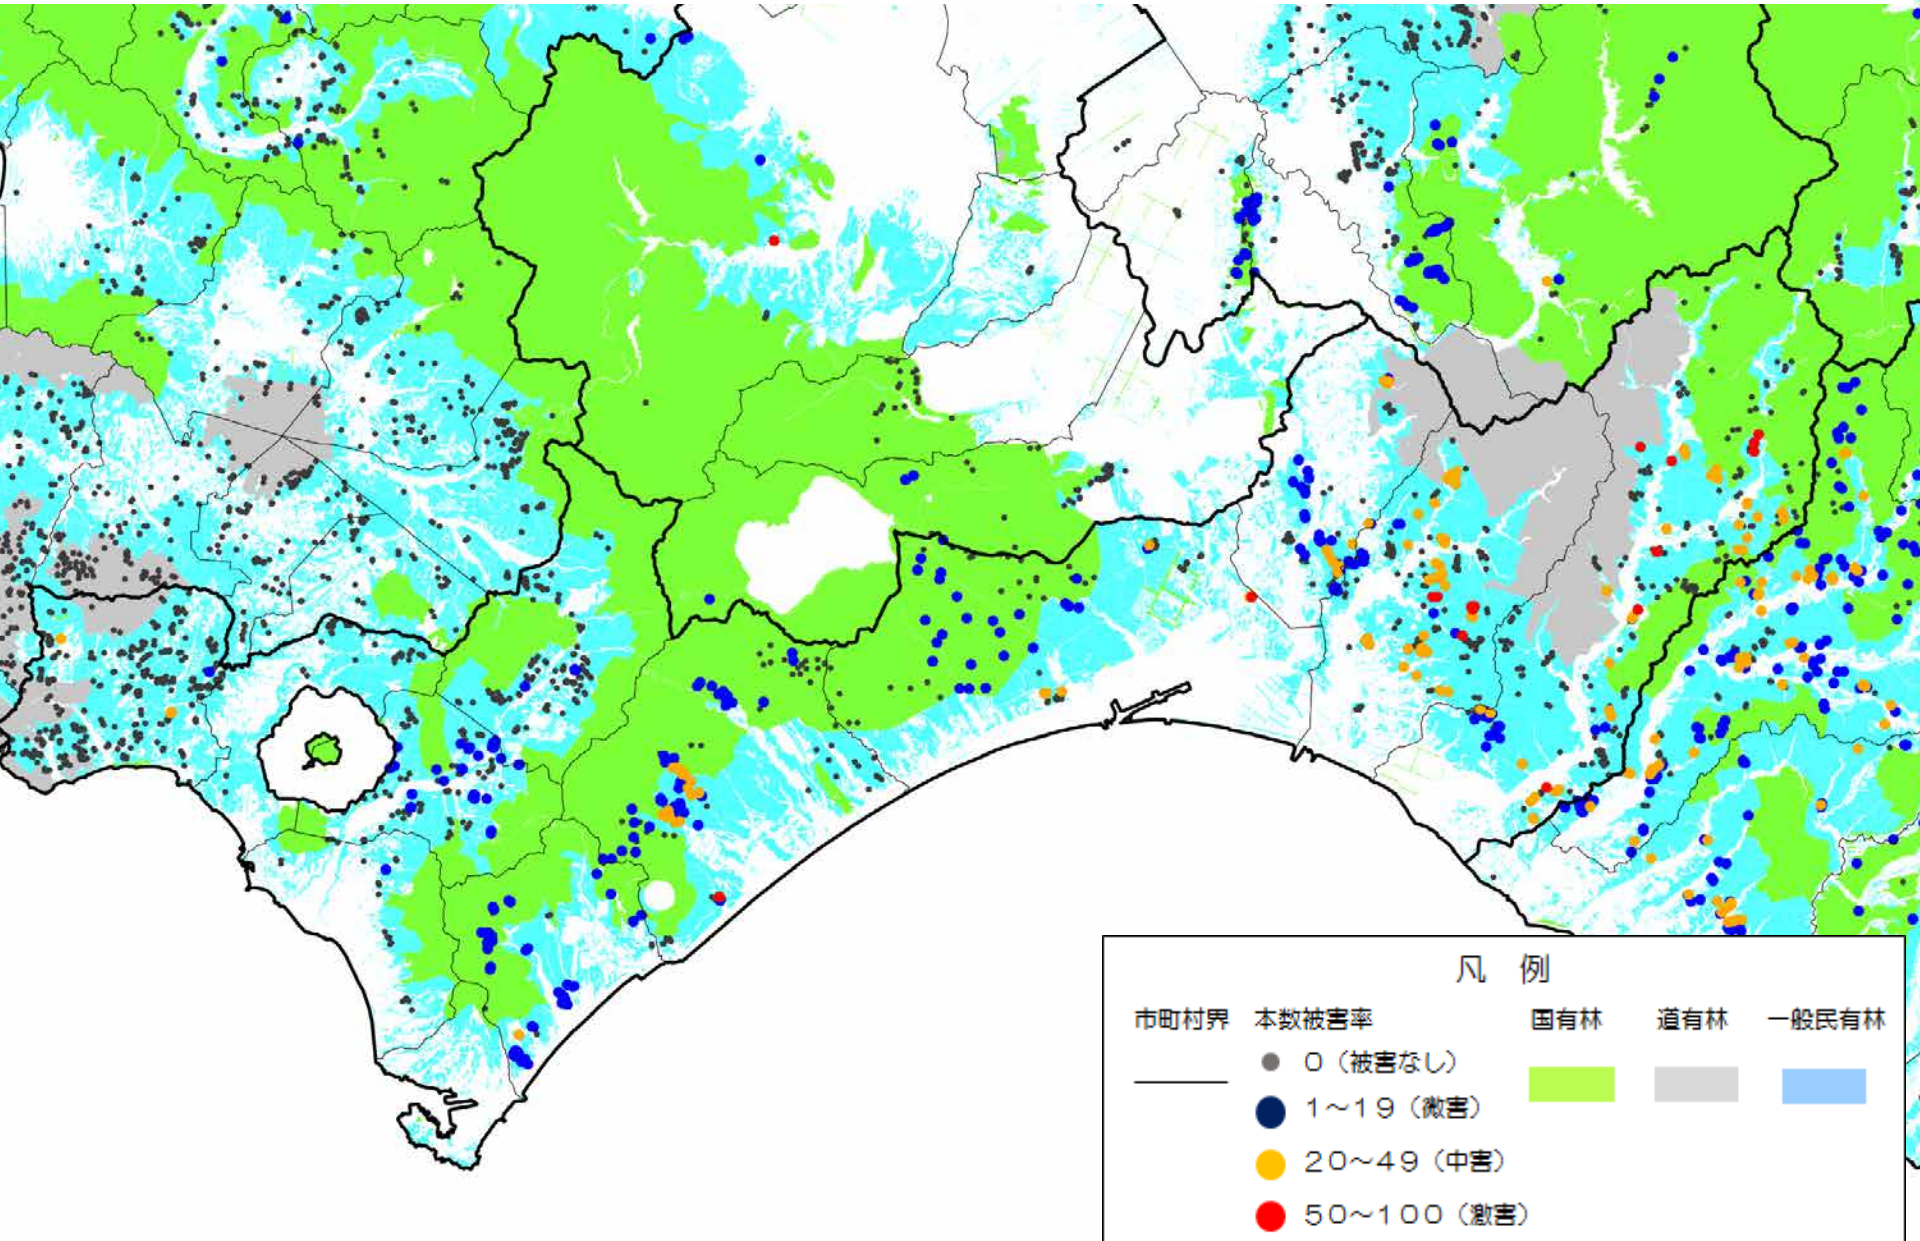 凡 例
市町村界 本数被害率 国有林 道有林 一般民有林
０（被害なし）
１～１９（微害）
２０～４９（中害）
５０～１００（激害）